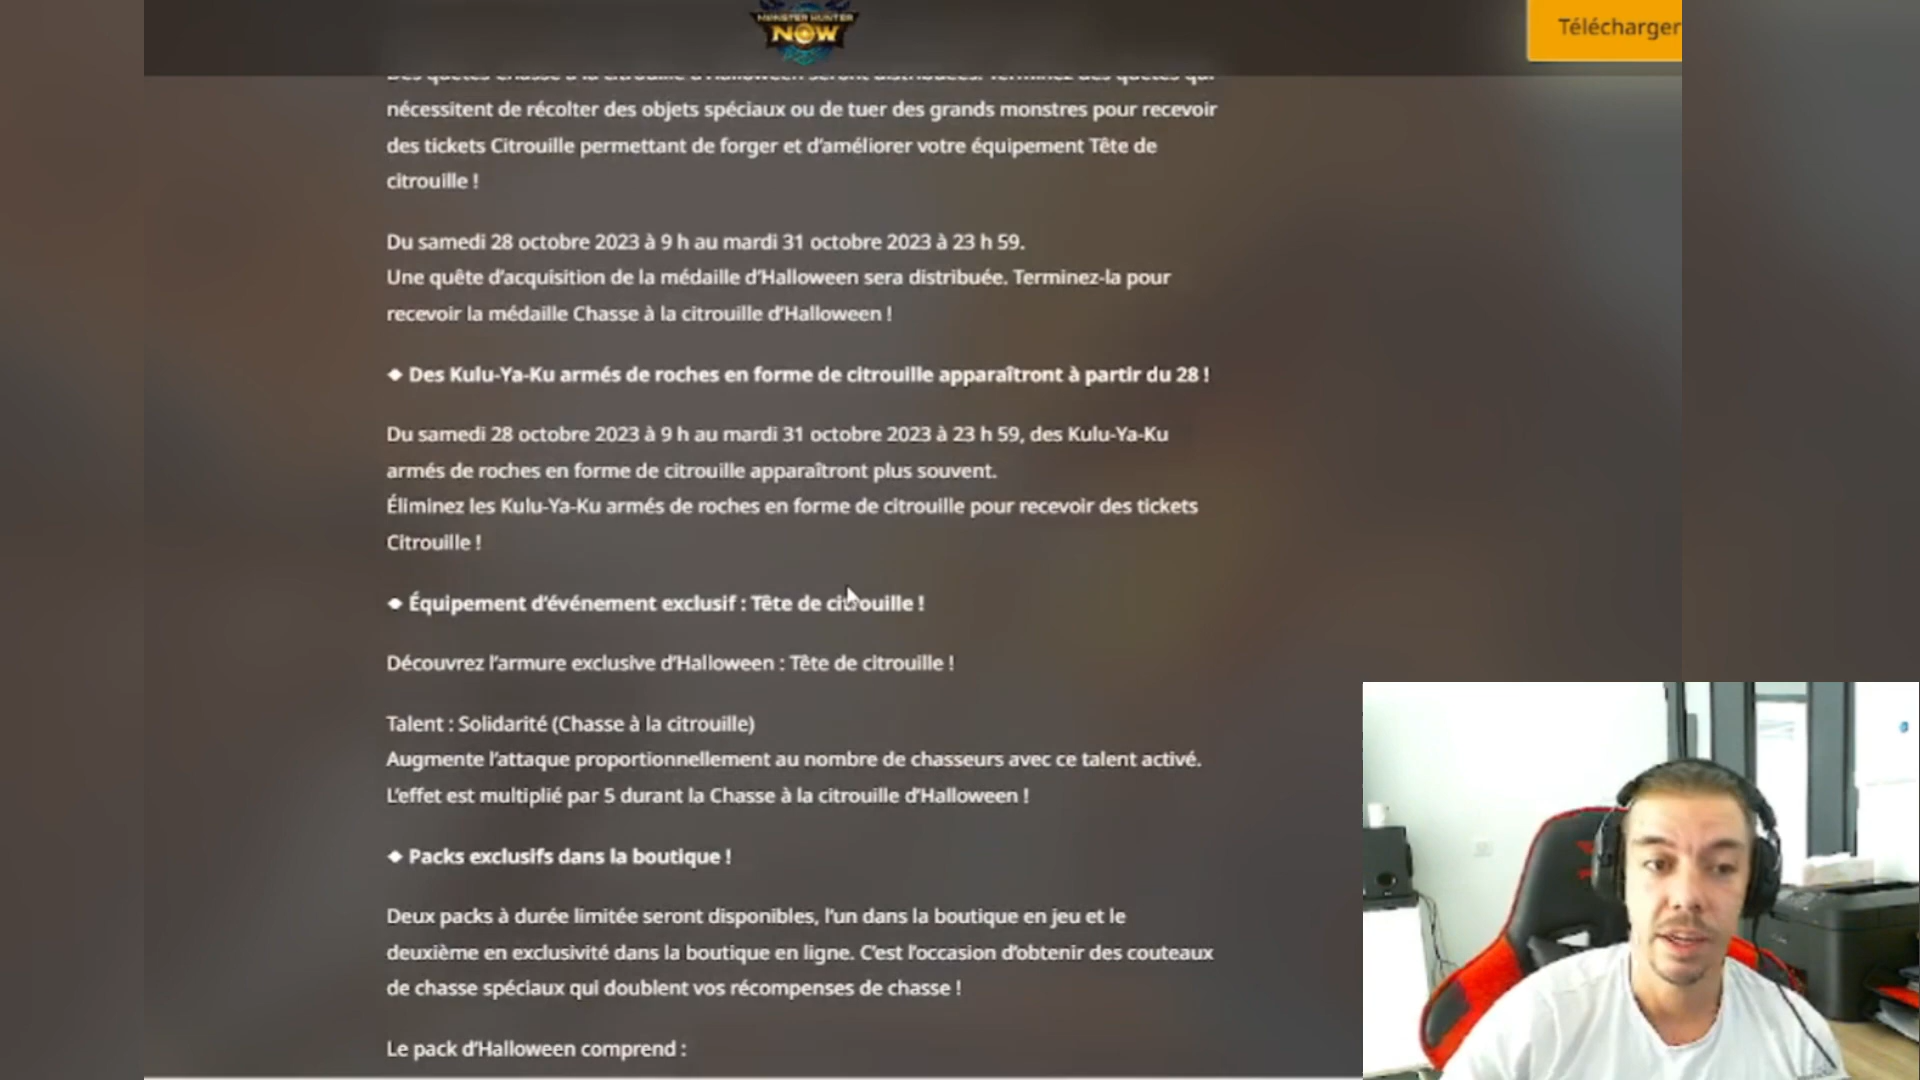 MONSTER HUNTER
NOW
Télécharger
Des quêtes Chasse à la citrouille d'Halloween seront distribuées. Terminez des quêtes qui
nécessitent de récolter des objets spéciaux ou de tuer des grands monstres pour recevoir
des tickets Citrouille permettant de forger et d'améliorer votre équipement Tête de
citrouille !
Du samedi 28 octobre 2023 à 9 h au mardi 31 octobre 2023 à 23 h 59.
Une quête d'acquisition de la médaille d'Halloween sera distribuée. Terminez-la pour
recevoir la médaille Chasse à la citrouille d'Halloween !
◆ Des Kulu-Ya-Ku armés de roches en forme de citrouille apparaîtront à partir du 28 !
Du samedi 28 octobre 2023 à 9 h au mardi 31 octobre 2023 à 23 h 59, des Kulu-Ya-Ku
armés de roches en forme de citrouille apparaîtront plus souvent.
Éliminez les Kulu-Ya-Ku armés de roches en forme de citrouille pour recevoir des tickets
Citrouille !
◆ Équipement d'événement exclusif : Tête de citrouille !
Découvrez l'armure exclusive d'Halloween : Tête de citrouille !
Talent : Solidarité (Chasse à la citrouille)
Augmente l'attaque proportionnellement au nombre de chasseurs avec ce talent activé.
L'effet est multiplié par 5 durant la Chasse à la citrouille d'Halloween !
◆ Packs exclusifs dans la boutique !
Deux packs à durée limitée seront disponibles, l'un dans la boutique en jeu et le
deuxième en exclusivité dans la boutique en ligne. C'est l'occasion d'obtenir des couteaux
de chasse spéciaux qui doublent vos récompenses de chasse !
Le pack d'Halloween comprend :